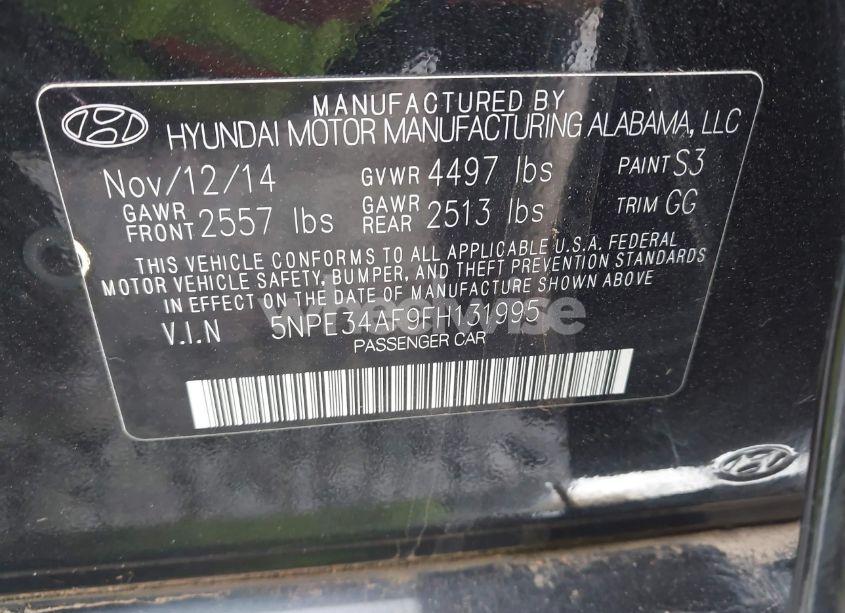 MANUFACTURED BY
HYUNDAI MOTOR MANUFACTURING ALABAMA, LLC
Nov/12/14 GVWR 4497 lbs PAINT S3
GAWR FRONT 2557 lbs GAWR REAR 2513 lbs TRIM GG
THIS VEHICLE CONFORMS TO ALL APPLICABLE U.S.A. FEDERAL
MOTOR VEHICLE SAFETY, BUMPER, AND THEFT PREVENTION STANDARDS
IN EFFECT ON THE DATE OF MANUFACTURE SHOWN ABOVE
wheelwise
V.I.N 5NPE34AF9FH131995
PASSENGER CAR